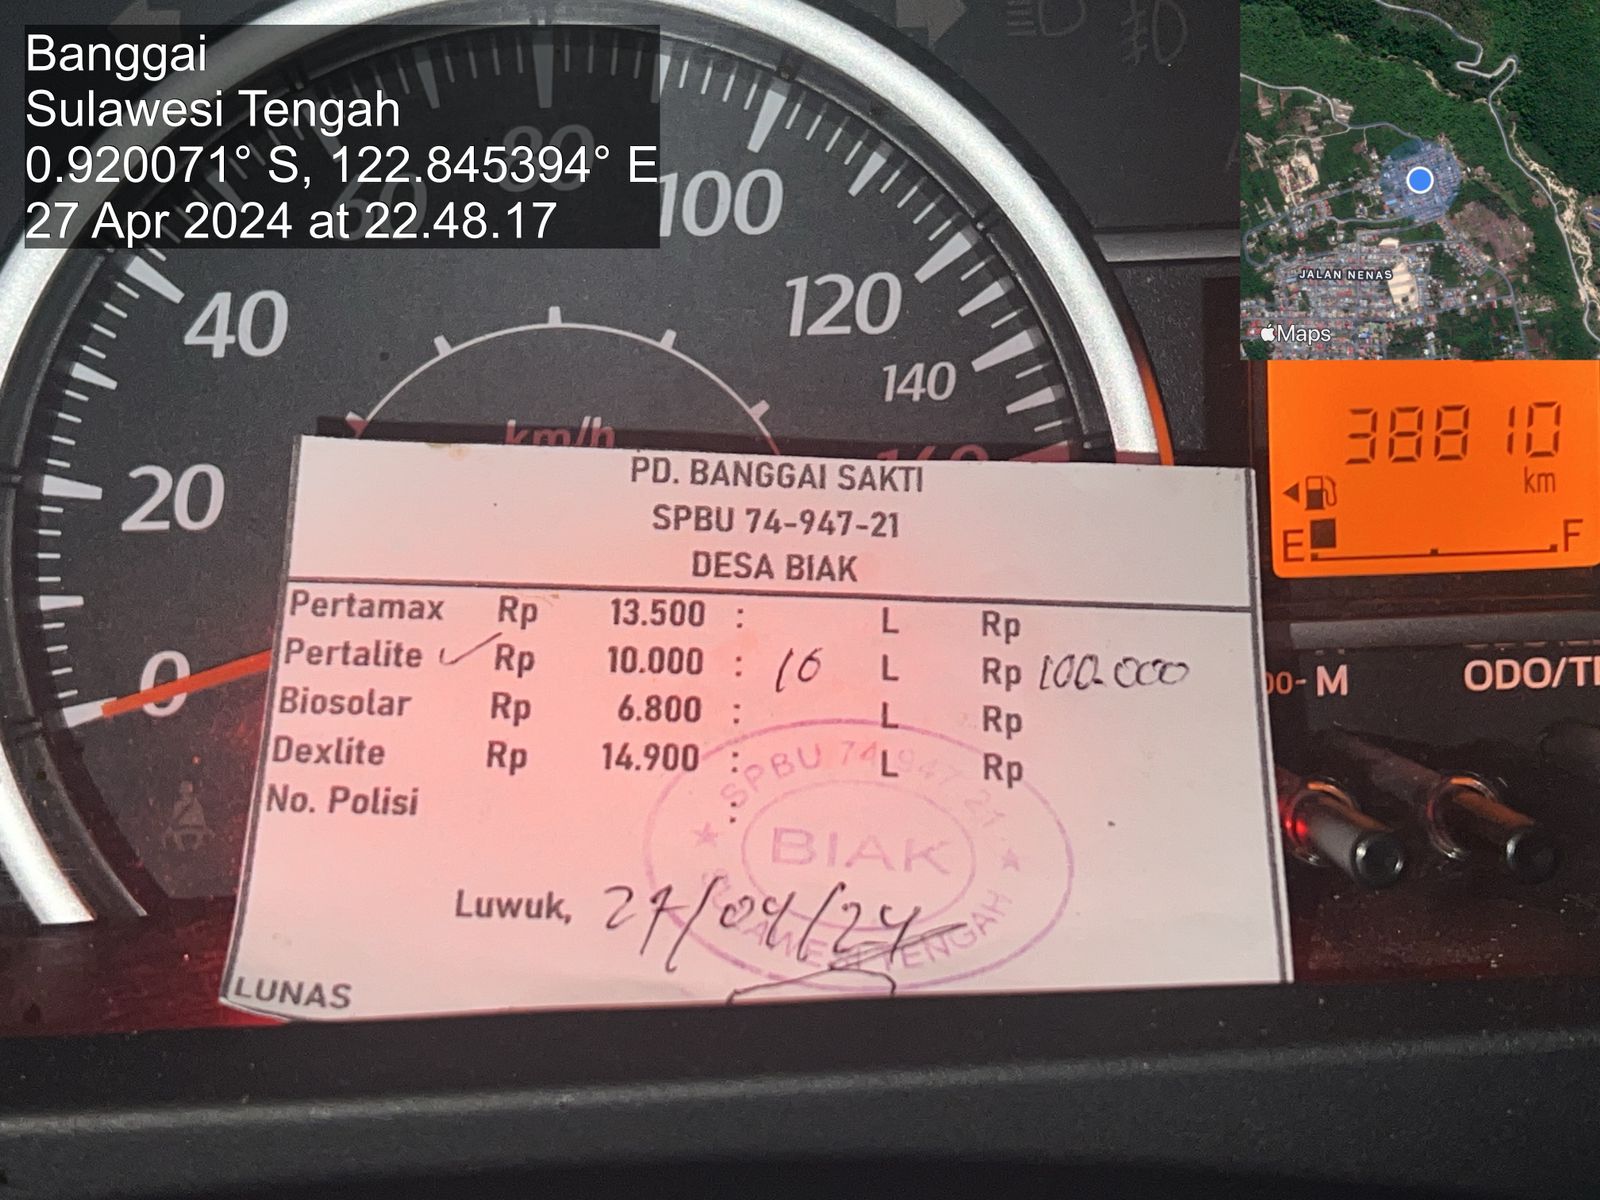 Banggai
Sulawesi Tengah
0.920071° S, 122.845394° E
27 Apr 2024 at 22.48.17
JALAN NENAS
Maps
80
60
100
40
120
20
140
0
160
km/h
38810
km
E F
M ODO/
PD. BANGGAI SAKTI
SPBU 74-947-21
DESA BIAK
Pertamax Rp 13.500 : L Rp
Pertalite ✓ Rp 10.000 : 10 L Rp 100.000
Biosolar Rp 6.800 : L Rp
Dexlite Rp 14.900 : L Rp
No. Polisi :
SPBU 74 947 21
BIAK
SULAWESI TENGAH
Luwuk, 27/04/24
LUNAS